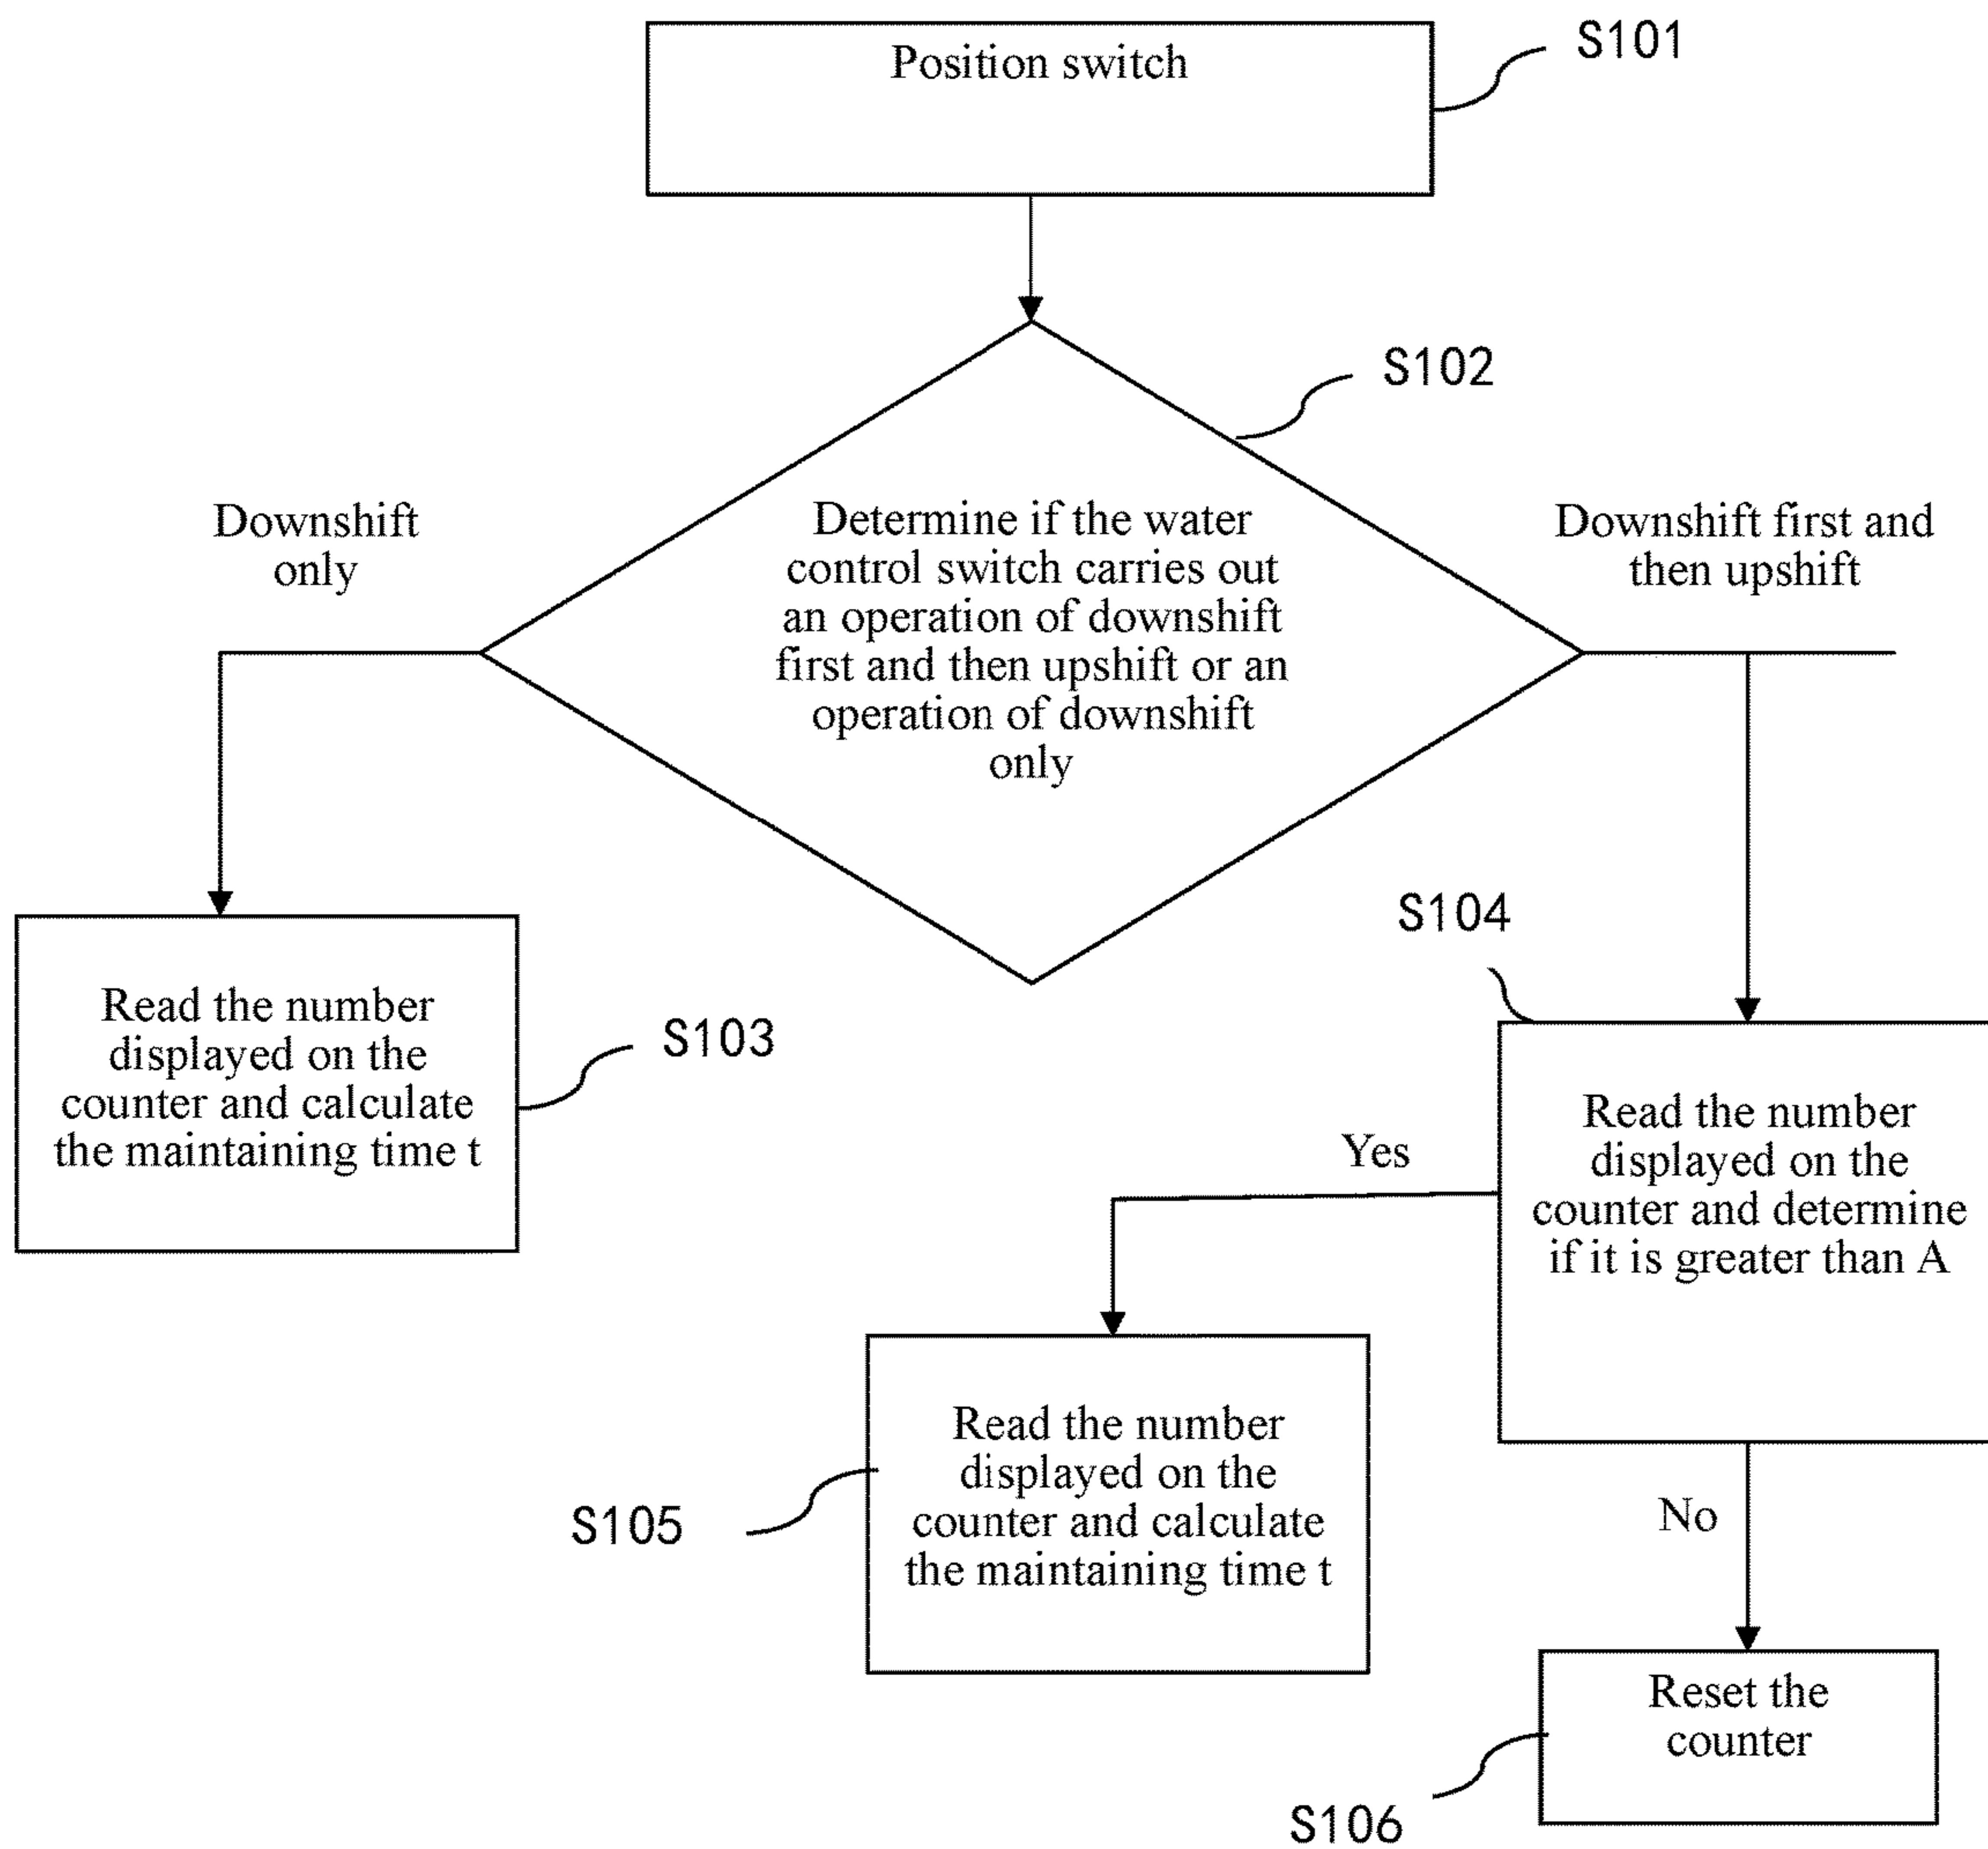 Position switch
S101
S102
Determine if the water
control switch carries out
an operation of downshift
first and then upshift or an
operation of downshift
only
Downshift
only
Downshift first and
then upshift
Read the number
displayed on the
counter and calculate
the maintaining time t
S103
S104
Read the number
displayed on the
counter and determine
if it is greater than A
Yes
Read the number
displayed on the
counter and calculate
the maintaining time t
S105
No
Reset the
counter
S106